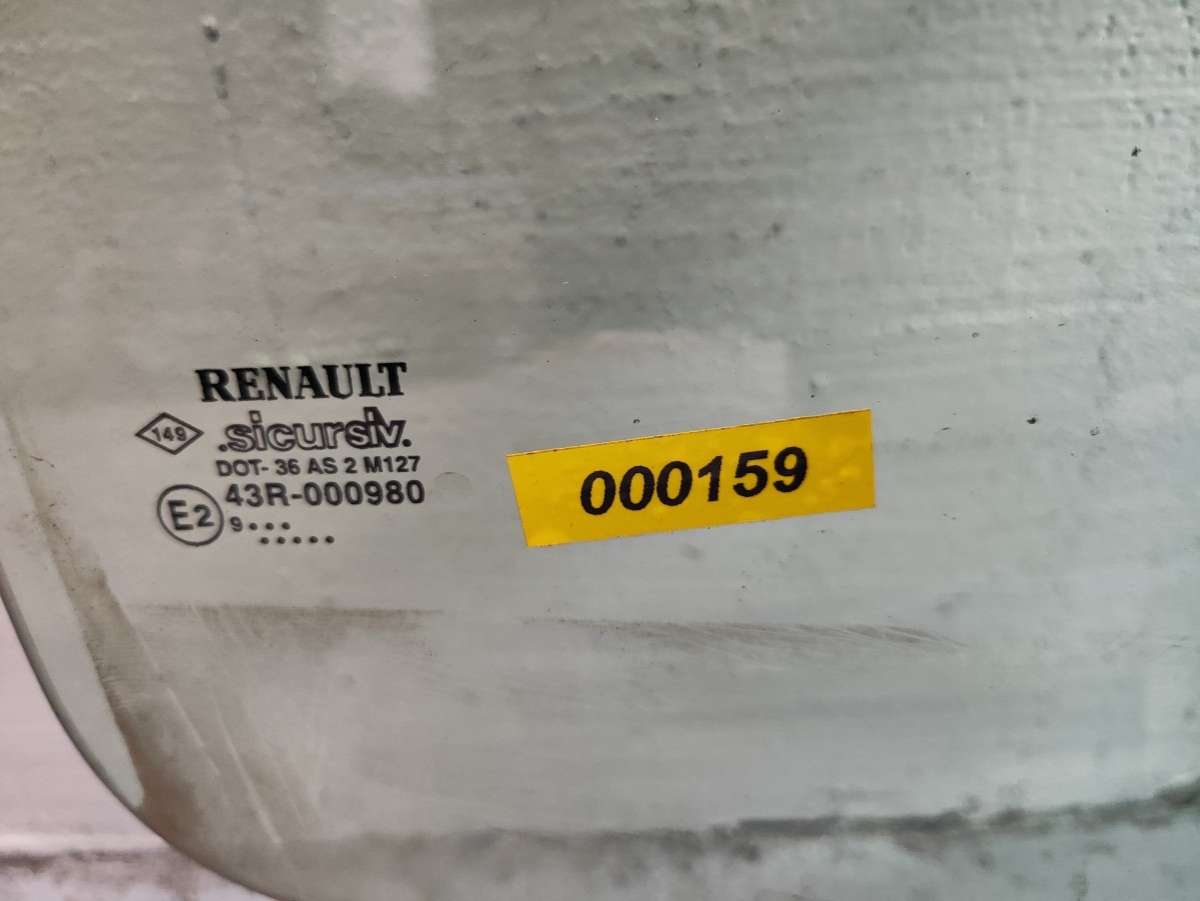 RENAULT
149 .sicursiv.
DOT- 36 AS 2 M127
E2 43R-000980
9•••
•••••
000159